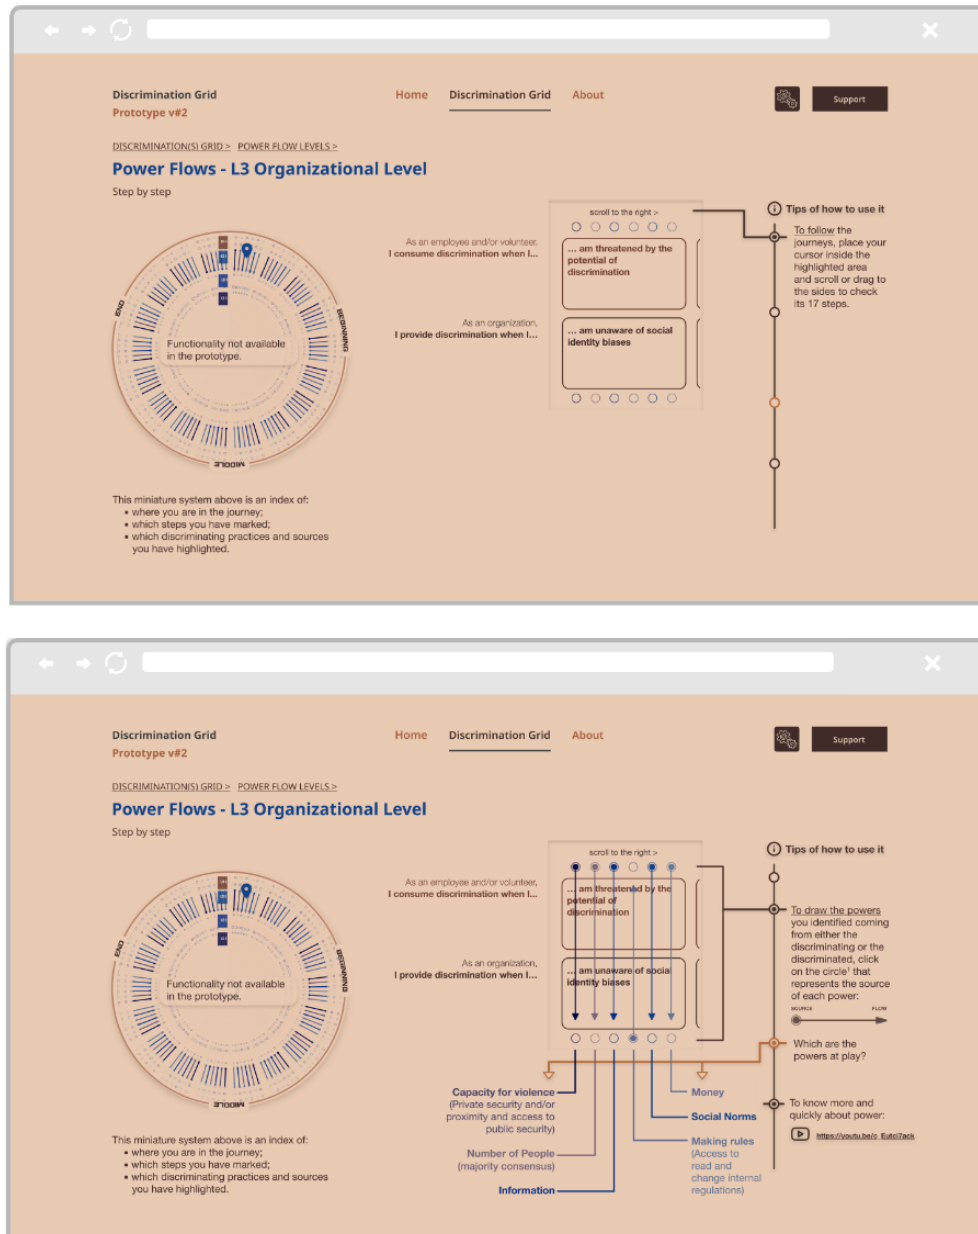 Discrimination Grid
Prototype v#2
Home
Discrimination Grid
About
Support
DISCRIMINATION(S) GRID >
POWER FLOW LEVELS >
Power Flows - L3 Organizational Level
Step by step
END
BEGINNING
MIDDLE
Functionality not available
in the prototype.
This miniature system above is an index of:
• where you are in the journey;
• which steps you have marked;
• which discriminating practices and sources
you have highlighted.
As an employee and/or volunteer,
I consume discrimination when I...
As an organization,
I provide discrimination when I...
scroll to the right >
... am threatened by the
potential of
discrimination
... am unaware of social
identity biases
Tips of how to use it
To follow the
journeys, place your
cursor inside the
highlighted area
and scroll or drag to
the sides to check
its 17 steps.
Discrimination Grid
Prototype v#2
Home
Discrimination Grid
About
Support
DISCRIMINATION(S) GRID >
POWER FLOW LEVELS >
Power Flows - L3 Organizational Level
Step by step
END
BEGINNING
MIDDLE
Functionality not available
in the prototype.
This miniature system above is an index of:
• where you are in the journey;
• which steps you have marked;
• which discriminating practices and sources
you have highlighted.
As an employee and/or volunteer,
I consume discrimination when I...
As an organization,
I provide discrimination when I...
scroll to the right >
... am threatened by the
potential of
discrimination
... am unaware of social
identity biases
Capacity for violence
(Private security and/or
proximity and access to
public security)
Number of People
(majority consensus)
Information
Money
Social Norms
Making rules
(Access to
read and
change internal
regulations)
Tips of how to use it
To draw the powers
you identified coming
from either the
discriminating or the
discriminated, click
on the circle¹ that
represents the source
of each power:
SOURCE
FLOW
Which are the
powers at play?
To know more and
quickly about power: